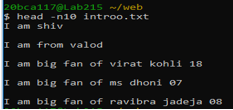 20bca117@Lab215 ~/web
$ head -n10 introo.txt
I am shiv
I am from valod
I am big fan of virat kohli 18
I am big fan of ms dhoni 07
I am big fan of ravibra jadeja 08